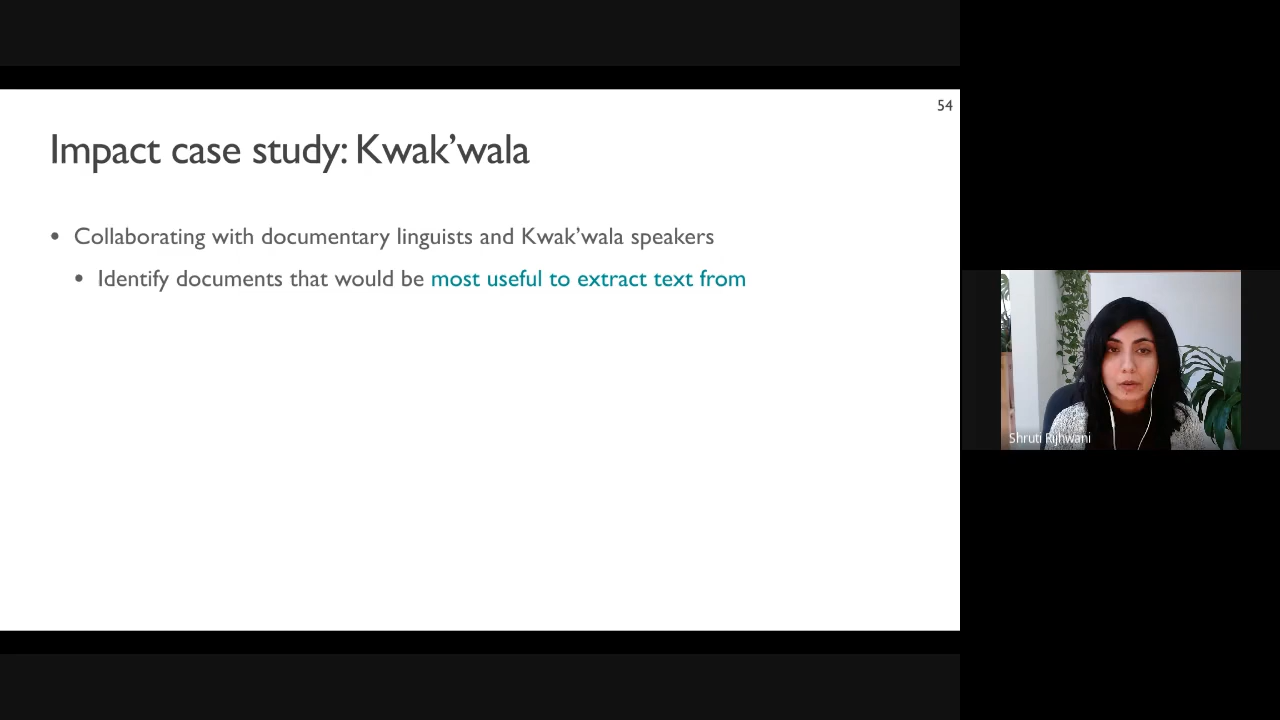 54
Impact case study: Kwak’wala
• Collaborating with documentary linguists and Kwak’wala speakers
• Identify documents that would be most useful to extract text from
Shruti Rijhwani